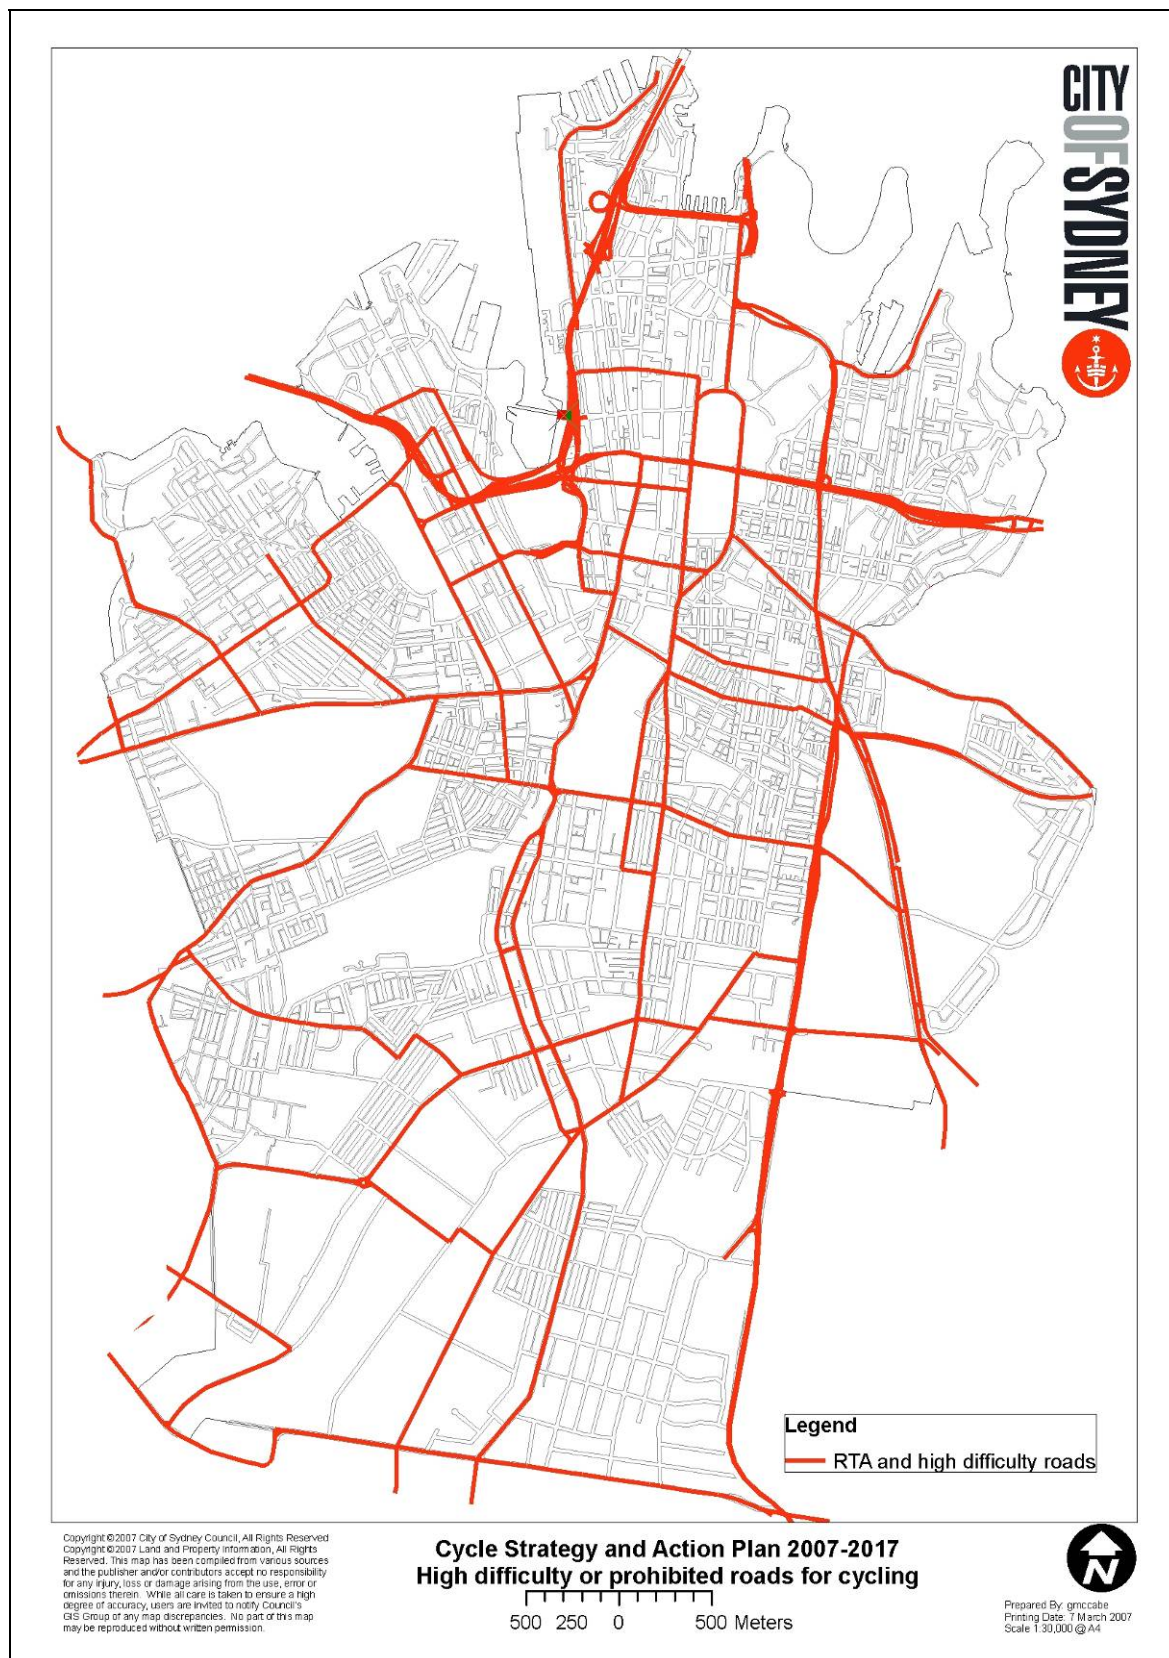 CITYOFSYDNEY
Legend
RTA and high difficulty roads
Copyright ©2007 City of Sydney Council, All Rights Reserved
Copyright ©2007 Land and Property Information, All Rights
Reserved. This map has been compiled from various sources
and the publisher and/or contributors accept no responsibility
for any injury, loss or damage arising from the use, error or
omissions therein. While all care is taken to ensure a high
degree of accuracy, users are invited to notify Council's
GIS Group of any map discrepancies. No part of this map
may be reproduced without written permission.
Cycle Strategy and Action Plan 2007-2017
High difficulty or prohibited roads for cycling
500 250 0 500 Meters
N
Prepared By: gmccabe
Printing Date: 7 March 2007
Scale 1:30,000 @ A4